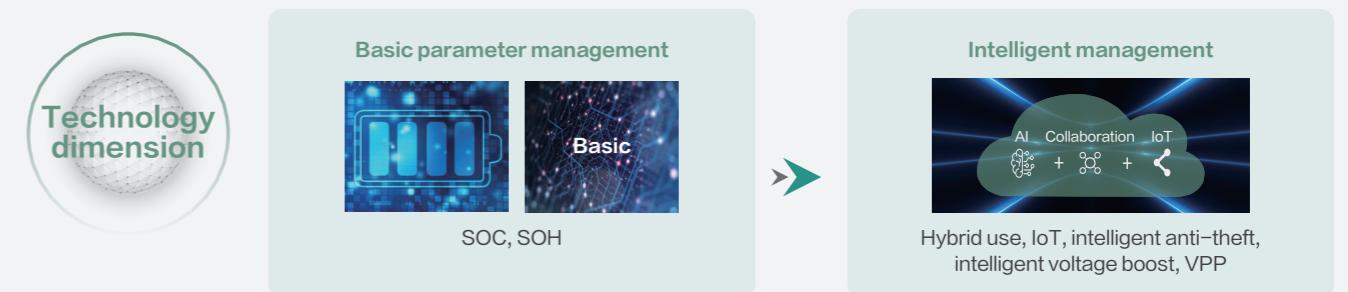 Technology
dimension
Basic parameter management
Basic
SOC, SOH
Intelligent management
AI Collaboration IoT
+ +
Hybrid use, IoT, intelligent anti-theft,
intelligent voltage boost, VPP